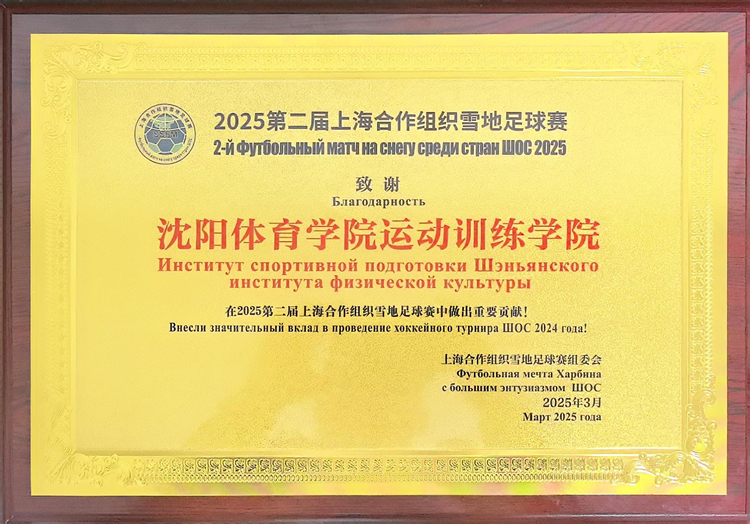 2025第二届上海合作组织雪地足球赛
2-й Футбольный матч на снегу среди стран ШОС 2025
致谢
Благодарность
沈阳体育学院运动训练学院
Институт спортивной подготовки Шэньянского
института физической культуры
在2025第二届上海合作组织雪地足球赛中做出重要贡献！
Внесли значительный вклад в проведение хоккейного турнира ШОС 2024 года!
上海合作组织雪地足球赛组委会
Футбольная мечта Харбина
с большим энтузиазмом ШОС
2025年3月
Март 2025 года